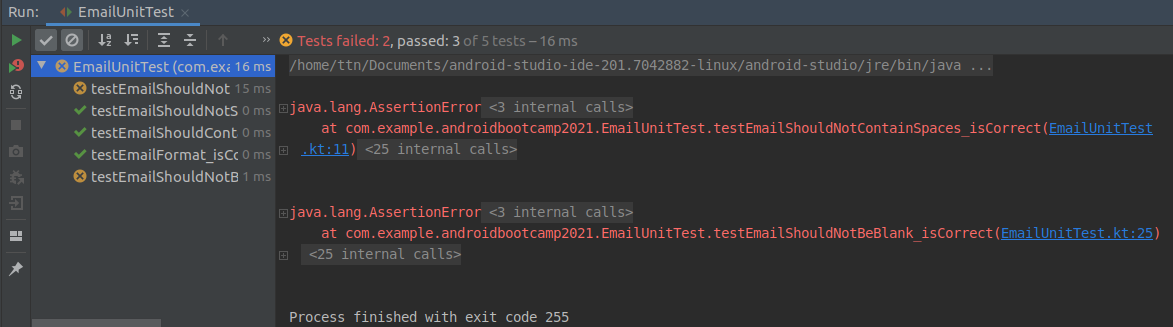 Run: EmailUnitTest
Tests failed: 2, passed: 3 of 5 tests – 16 ms
EmailUnitTest (com.exa 16 ms
testEmailShouldNot 15 ms
testEmailShouldNotS 0 ms
testEmailShouldCont 0 ms
testEmailFormat_isCo 0 ms
testEmailShouldNotB 1 ms
/home/ttn/Documents/android-studio-ide-201.7042882-linux/android-studio/jre/bin/java ...
java.lang.AssertionError <3 internal calls>
at com.example.androidbootcamp2021.EmailUnitTest.testEmailShouldNotContainSpaces_isCorrect(EmailUnitTest
.kt:11) <25 internal calls>
java.lang.AssertionError <3 internal calls>
at com.example.androidbootcamp2021.EmailUnitTest.testEmailShouldNotBeBlank_isCorrect(EmailUnitTest.kt:25)
<25 internal calls>
Process finished with exit code 255